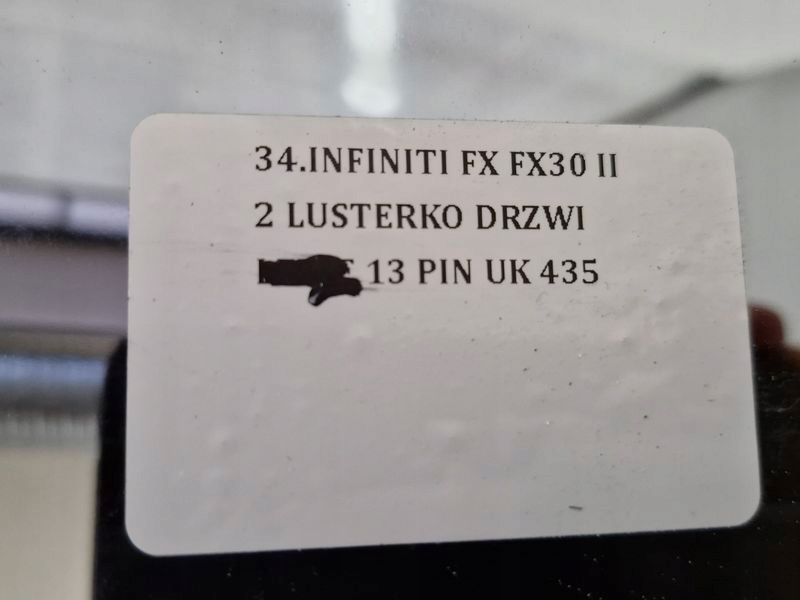 34.INFINITI FX FX30 II
2 LUSTERKO DRZWI
13 PIN UK 435